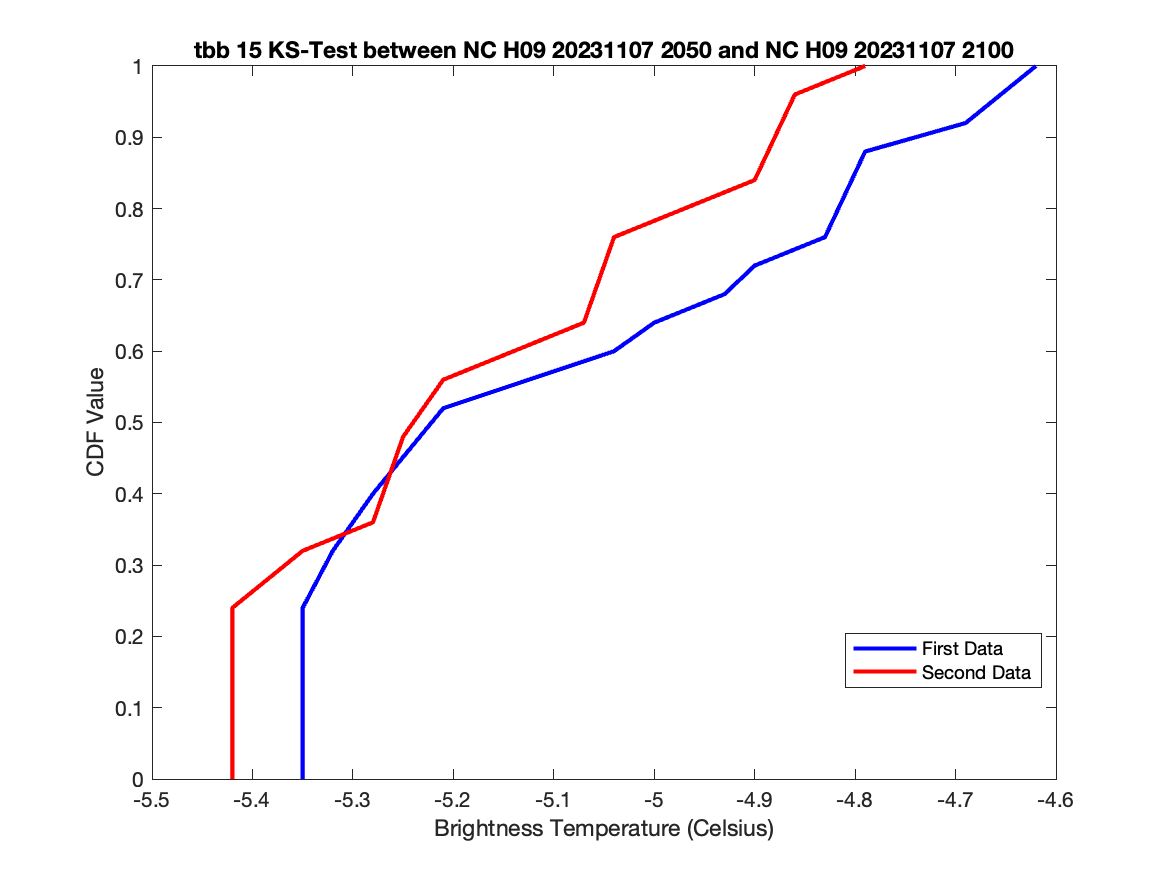 tbb 15 KS-Test between NC H09 20231107 2050 and NC H09 20231107 2100
1
0.9
0.8
0.7
0.6
0.5
0.4
0.3
0.2
0.1
0
CDF Value
First Data
Second Data
-5.5 -5.4 -5.3 -5.2 -5.1 -5 -4.9 -4.8 -4.7 -4.6
Brightness Temperature (Celsius)